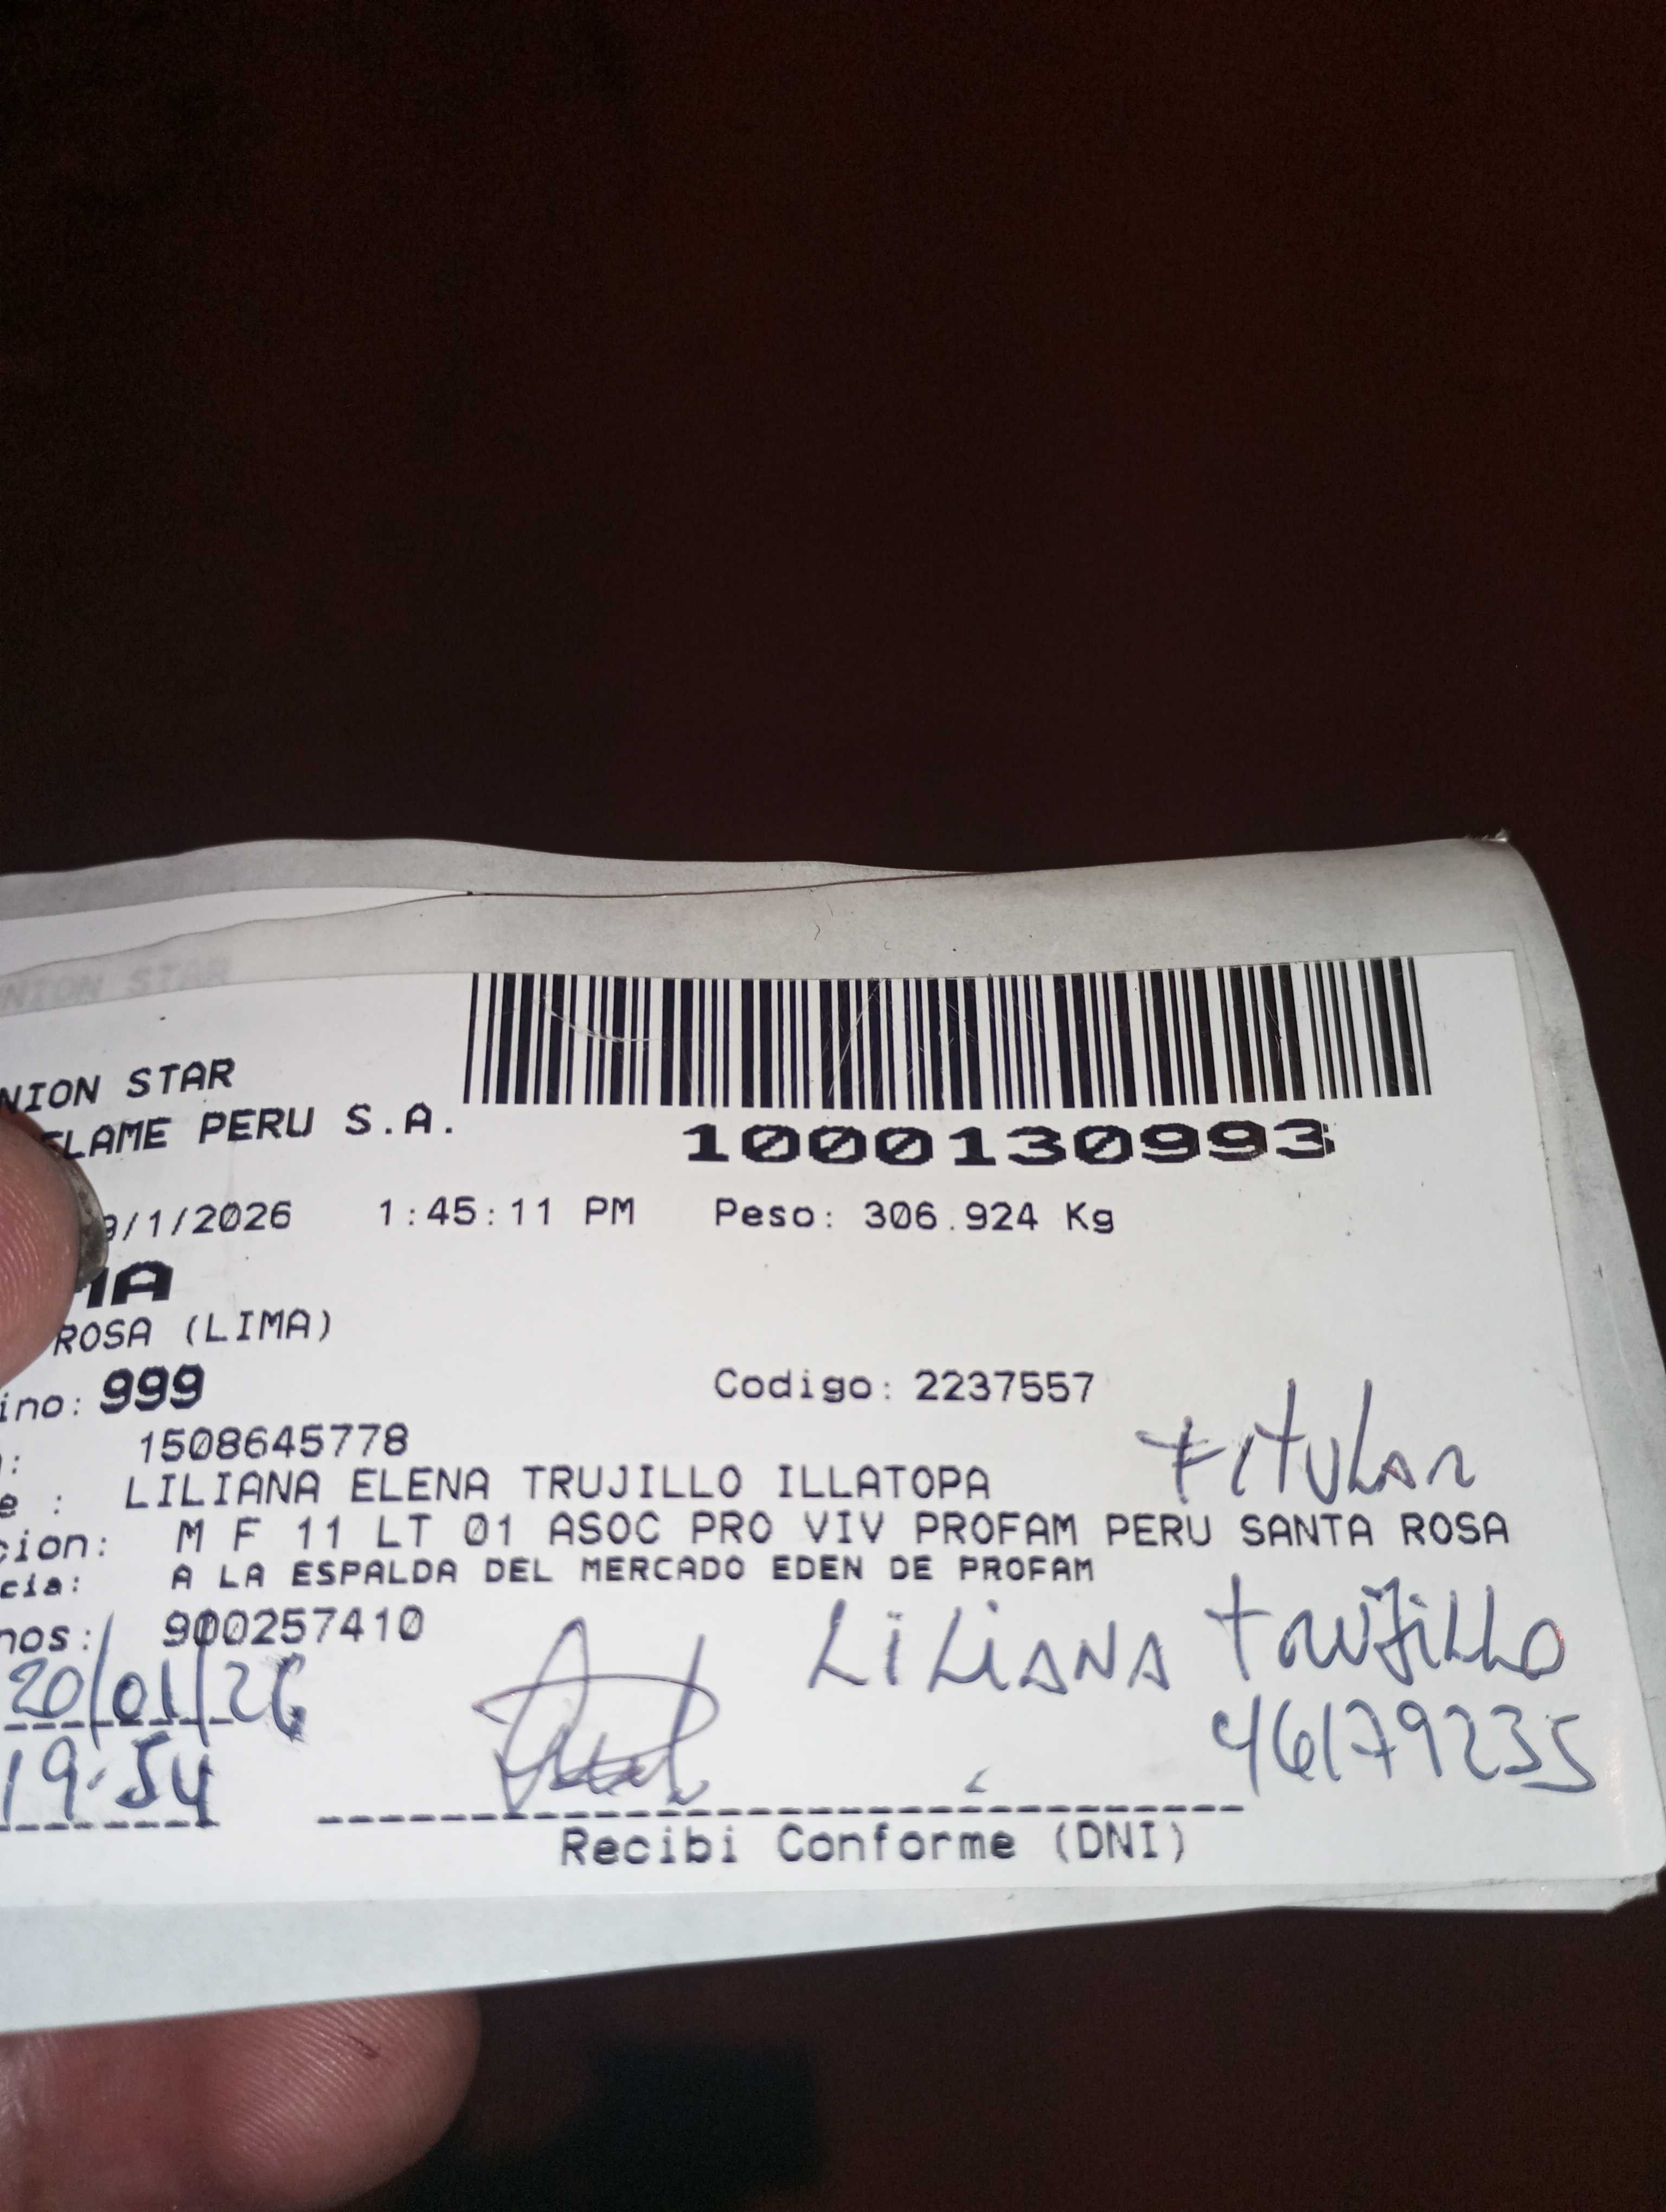 NION STAR
NION STAR
FLAME PERU S.A.
1000130993
9/1/2026 1:45:11 PM Peso: 306.924 Kg
MA
ROSA (LIMA)
ino: 999 Codigo: 2237557
: 1508645778
e : LILIANA ELENA TRUJILLO ILLATOPA titular
cion: M F 11 LT 01 ASOC PRO VIV PROFAM PERU SANTA ROSA
cia: A LA ESPALDA DEL MERCADO EDEN DE PROFAM
nos: 900257410
LiLiANA truJiLLO
20/01/26
46179235
19:54
Recibi Conforme (DNI)